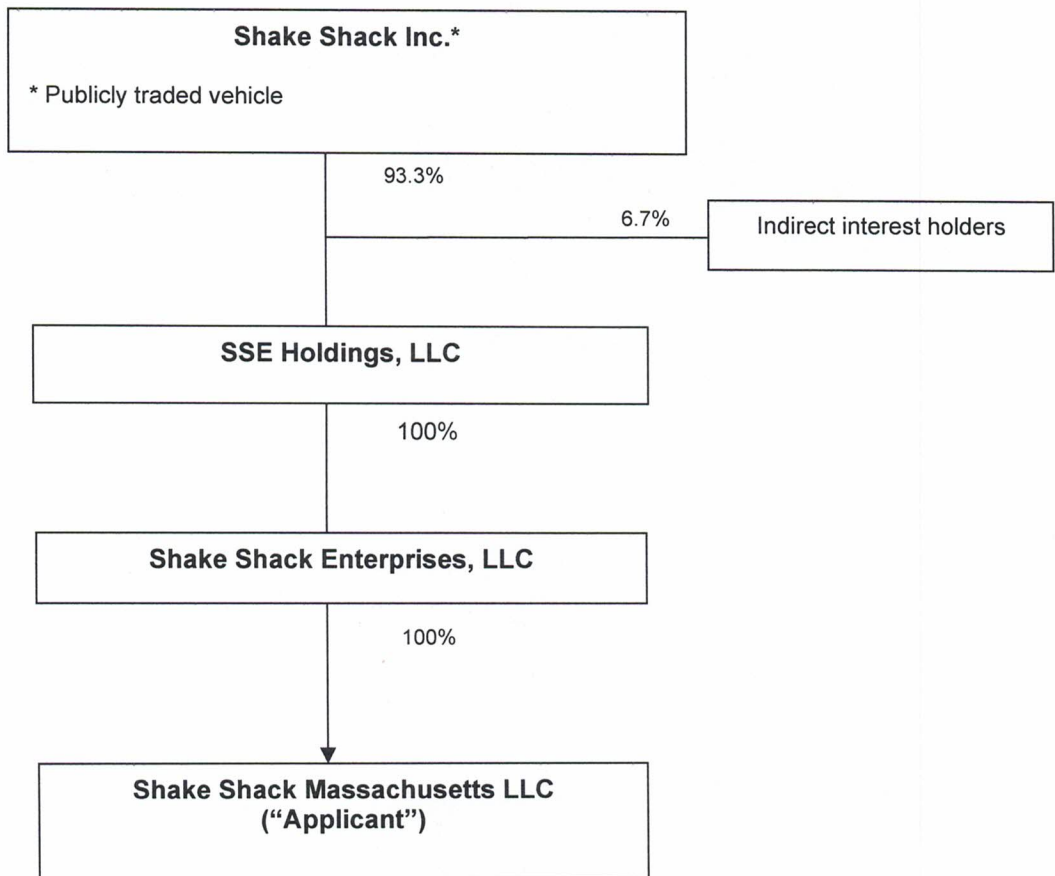 Shake Shack Inc.*
* Publicly traded vehicle
93.3%
6.7%
Indirect interest holders
SSE Holdings, LLC
100%
Shake Shack Enterprises, LLC
100%
Shake Shack Massachusetts LLC
(“Applicant”)